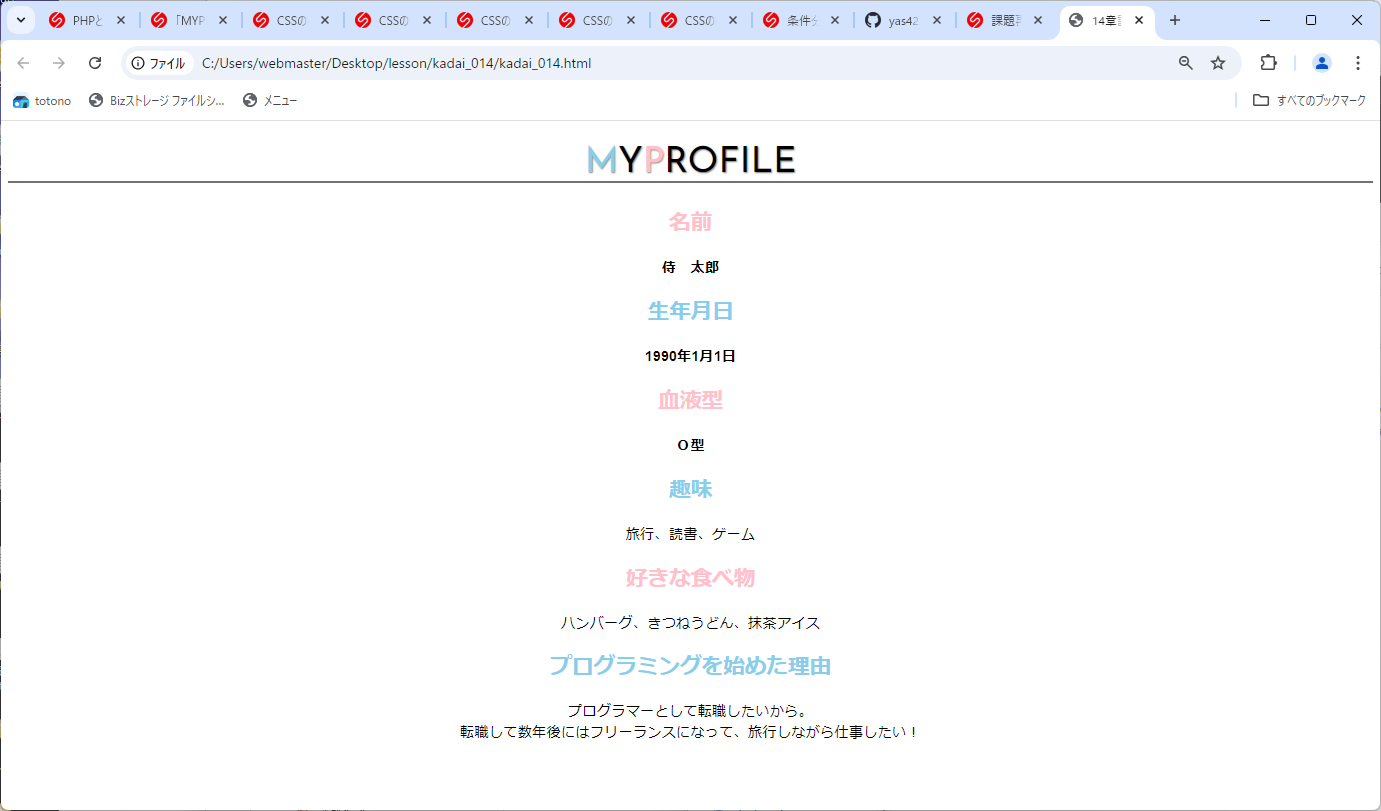 PHPと
「MYP
CSSの
CSSの
CSSの
CSSの
CSSの
条件分
yas42
課題
14章
ファイル C:/Users/webmaster/Desktop/lesson/kadai_014/kadai_014.html
totono Bizストレージ ファイルシ... メニュー すべてのブックマーク
MYPROFILE
名前
侍　太郎
生年月日
1990年1月1日
血液型
O型
趣味
旅行、読書、ゲーム
好きな食べ物
ハンバーグ、きつねうどん、抹茶アイス
プログラミングを始めた理由
プログラマーとして転職したいから。
転職して数年後にはフリーランスになって、旅行しながら仕事したい！